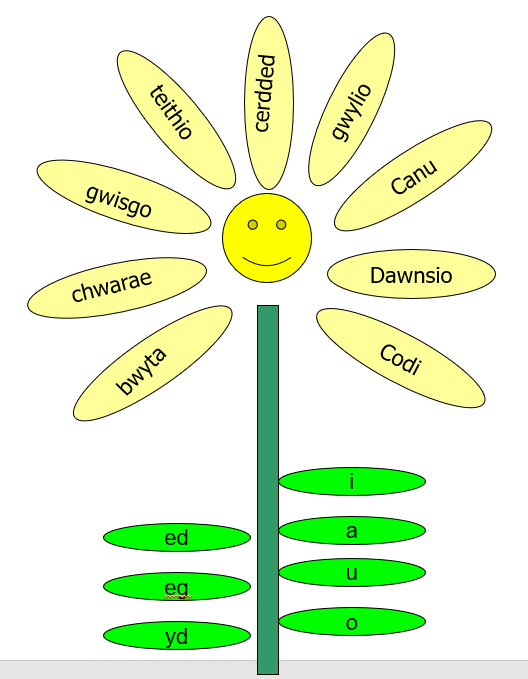 cerdded
gwylio
teithio
Canu
gwisgo
Dawnsio
chwarae
Codi
bwyta
i
a
ed
u
eg
o
yd